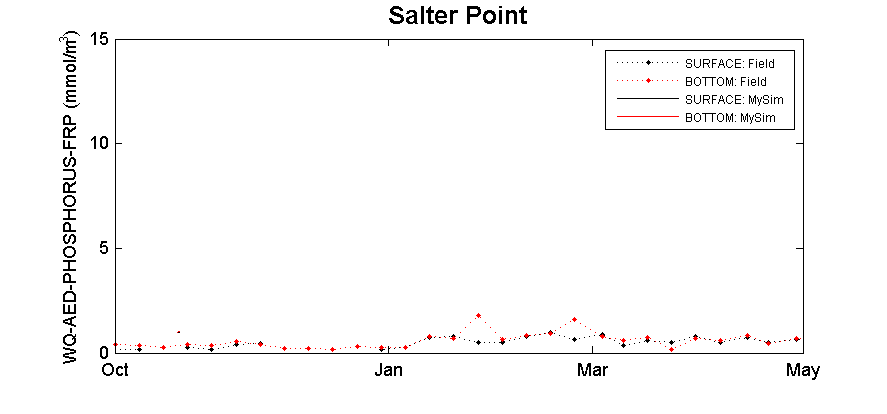 Salter Point
WQ-AED-PHOSPHORUS-FRP (mmol/m³)
15
10
5
0
Oct
Jan
Mar
May
SURFACE: Field
BOTTOM: Field
SURFACE: MySim
BOTTOM: MySim